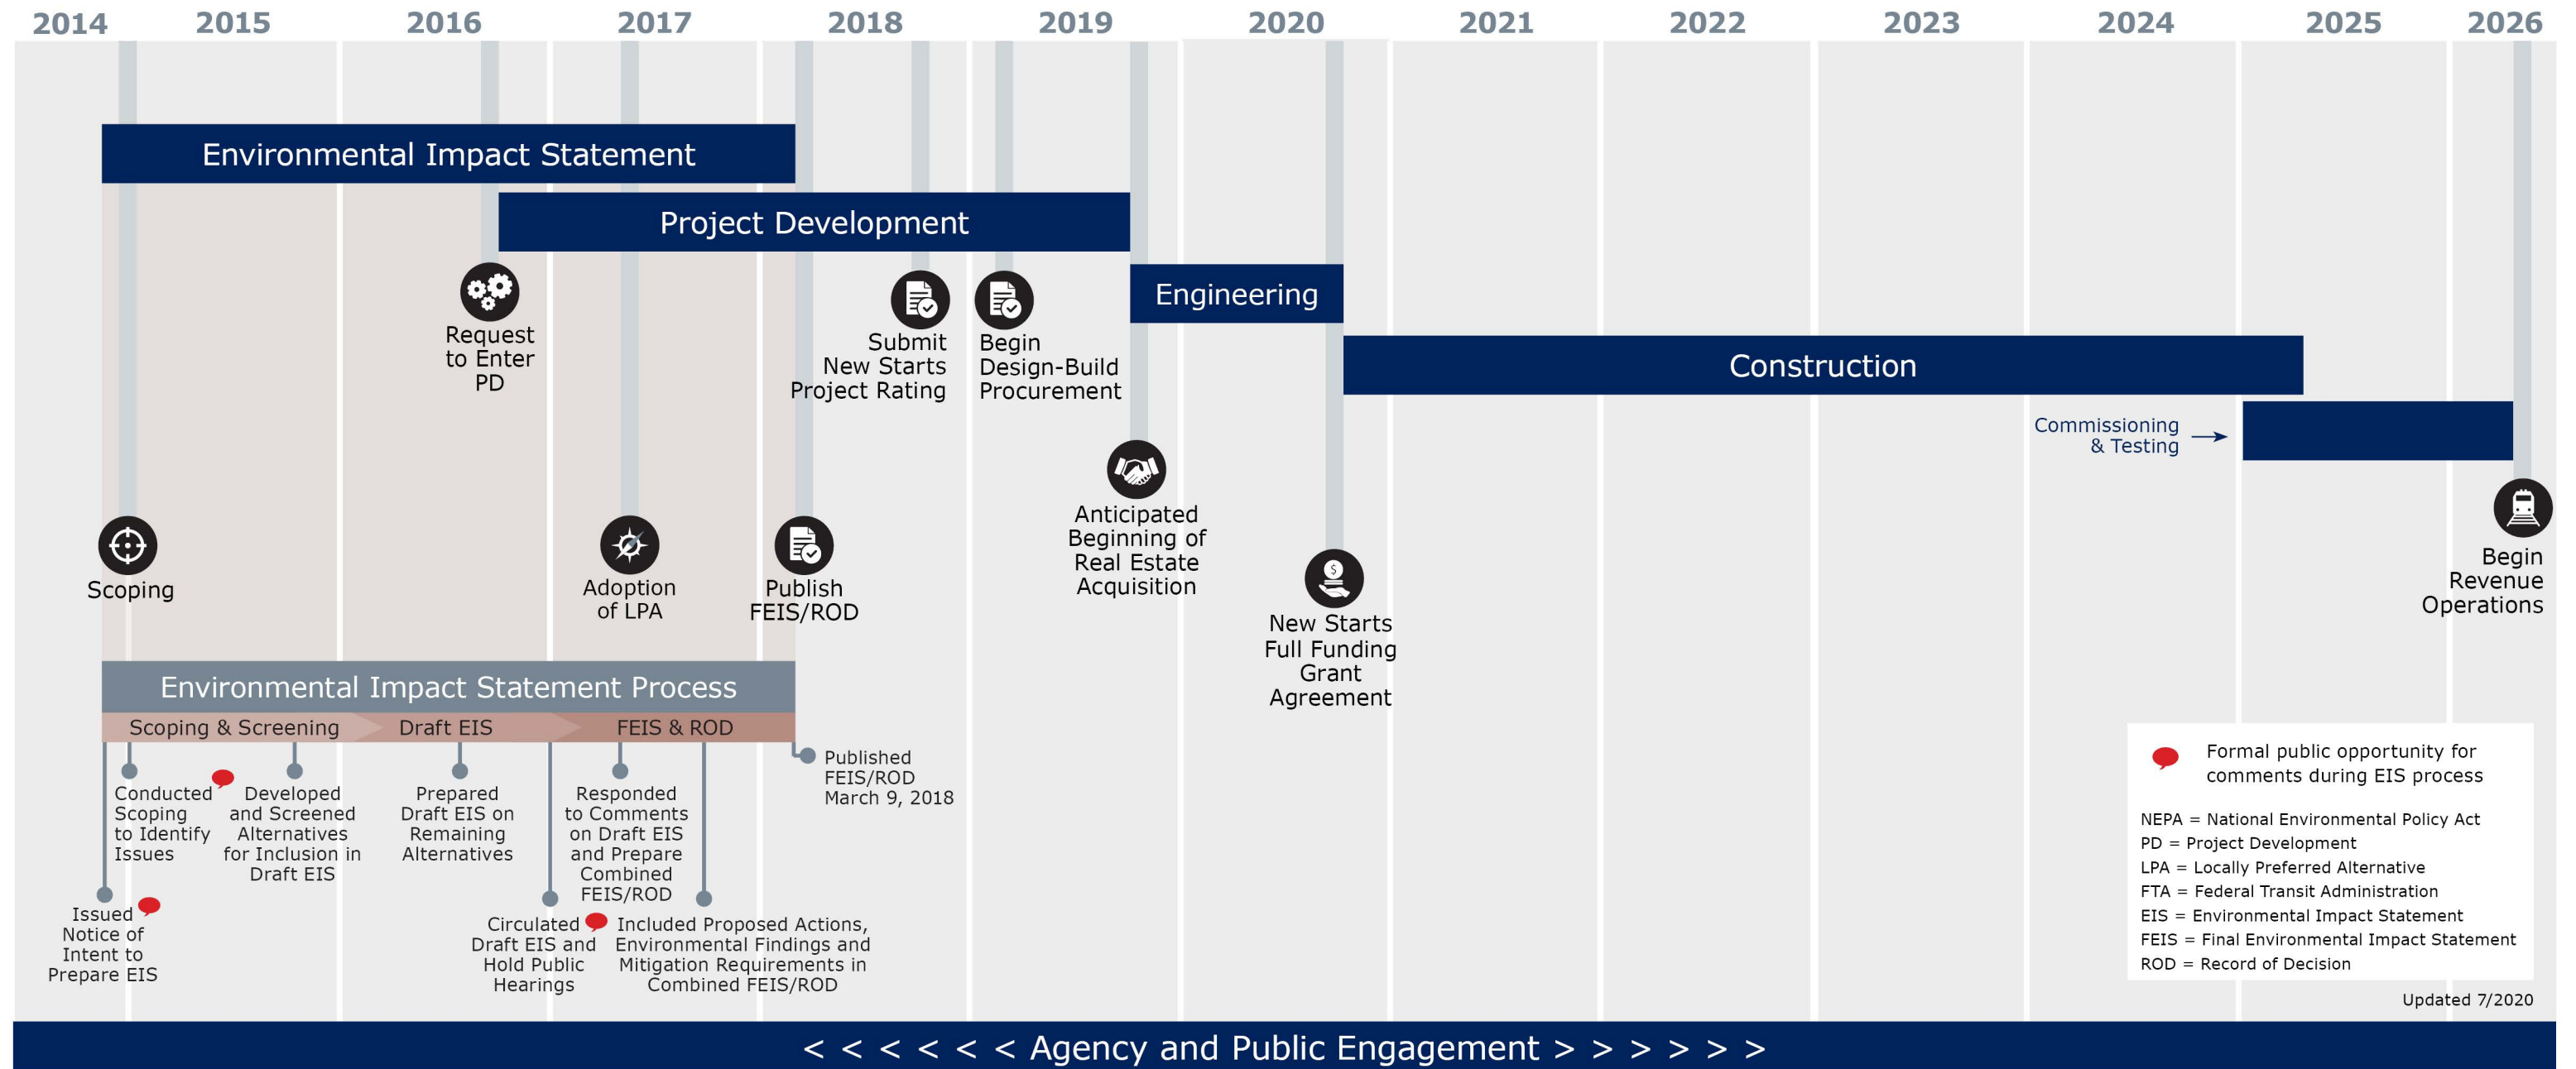 2014 2015 2016 2017 2018 2019 2020 2021 2022 2023 2024 2025 2026
Environmental Impact Statement
Project Development
Engineering
Construction
Commissioning
& Testing
Request
to Enter
PD
Submit
New Starts
Project Rating
Begin
Design-Build
Procurement
Scoping
Adoption
of LPA
Publish
FEIS/ROD
Anticipated
Beginning of
Real Estate
Acquisition
New Starts
Full Funding
Grant
Agreement
Begin
Revenue
Operations
Environmental Impact Statement Process
Scoping & Screening
Draft EIS
FEIS & ROD
Issued
Notice of
Intent to
Prepare EIS
Conducted
Scoping
to Identify
Issues
Developed
and Screened
Alternatives
for Inclusion in
Draft EIS
Prepared
Draft EIS on
Remaining
Alternatives
Circulated
Draft EIS and
Hold Public
Hearings
Responded
to Comments
on Draft EIS
and Prepare
Combined
FEIS/ROD
Included Proposed Actions,
Environmental Findings and
Mitigation Requirements in
Combined FEIS/ROD
Published
FEIS/ROD
March 9, 2018
Formal public opportunity for
comments during EIS process
NEPA = National Environmental Policy Act
PD = Project Development
LPA = Locally Preferred Alternative
FTA = Federal Transit Administration
EIS = Environmental Impact Statement
FEIS = Final Environmental Impact Statement
ROD = Record of Decision
Updated 7/2020
< < < < < < Agency and Public Engagement > > > > > >